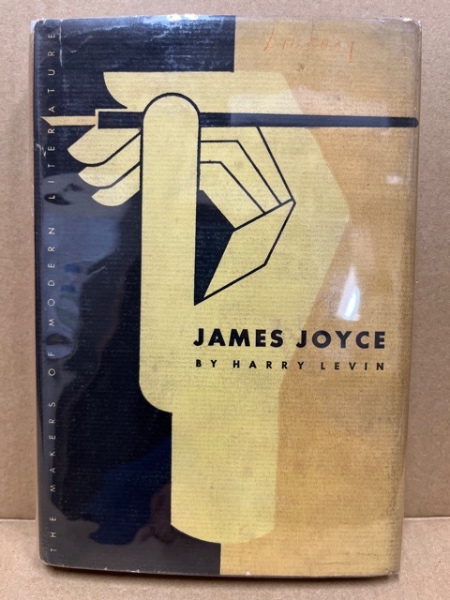 THE MAKERS OF MODERN LITERATURE
JAMES JOYCE
BY HARRY LEVIN